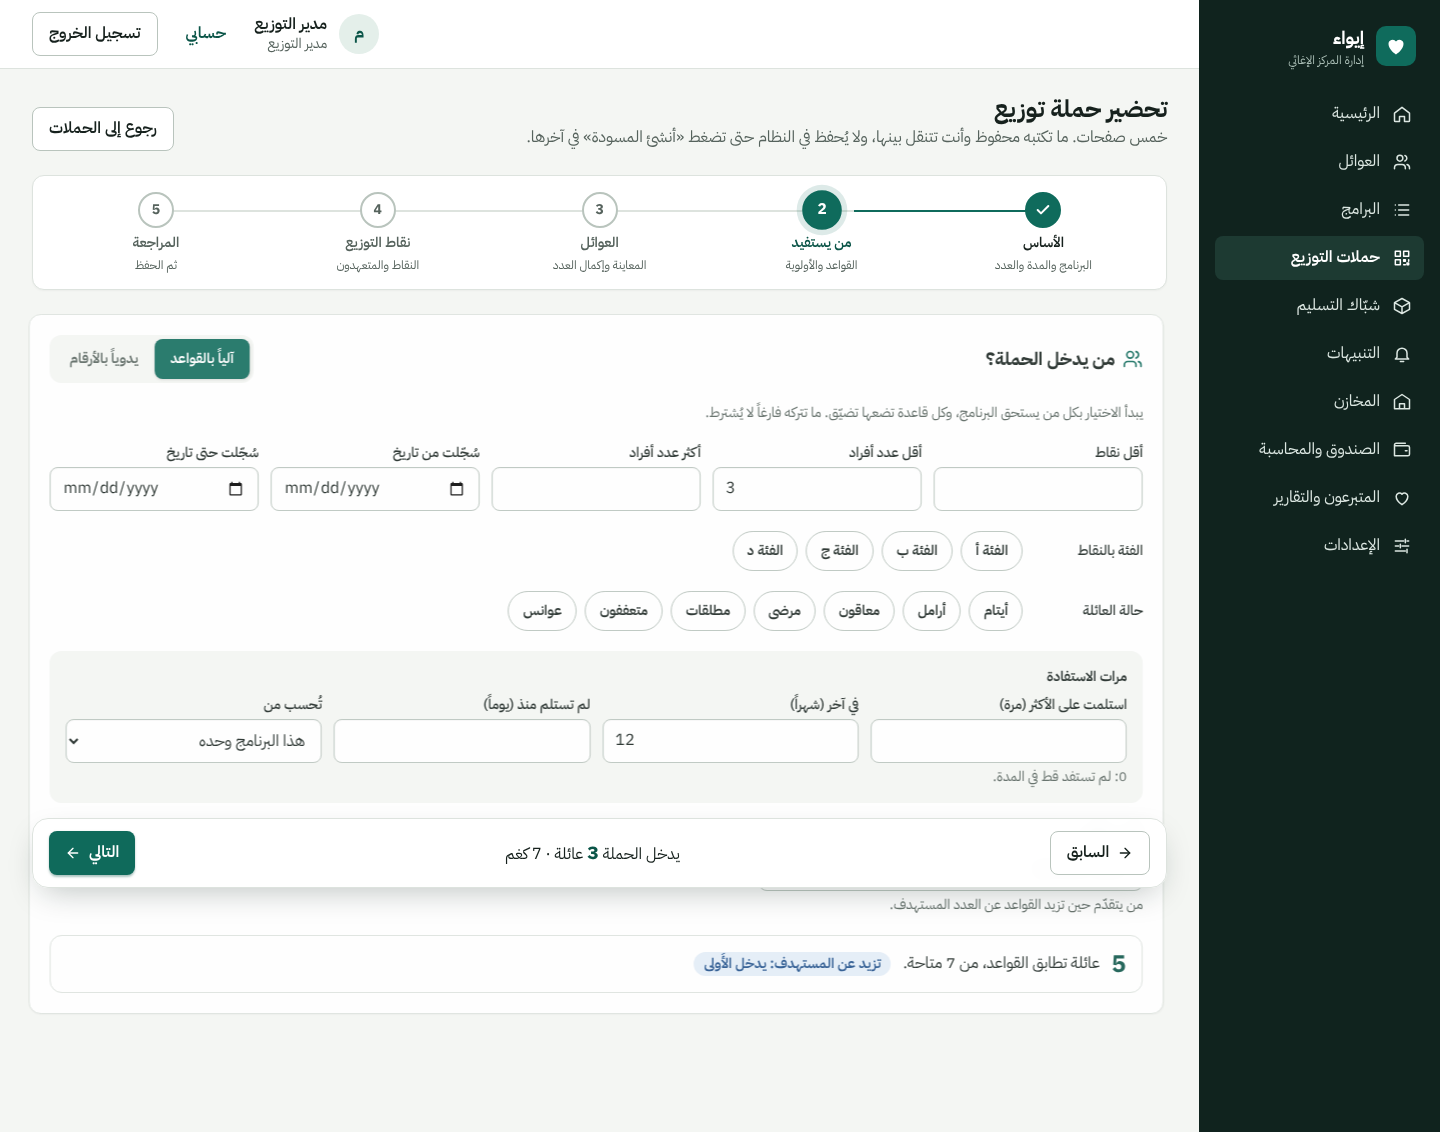 إيواء
إدارة المركز الإغاثي
الرئيسية
العوائل
البرامج
حملات التوزيع
شبّاك التسليم
التنبيهات
المخازن
الصندوق والمحاسبة
المتبرعون والتقارير
الإعدادات
م
مدير التوزيع
مدير التوزيع
حسابي
تسجيل الخروج
تحضير حملة توزيع
خمس صفحات. ما تكتبه محفوظ وأنت تتنقل بينها، ولا يُحفظ في النظام حتى تضغط «أنشئ المسودة» في آخرها.
رجوع إلى الحملات
الأساس
البرنامج والمدة والعدد
2
من يستفيد
القواعد والأولوية
3
العوائل
المعاينة وإكمال العدد
4
نقاط التوزيع
النقاط والمتعهدون
5
المراجعة
ثم الحفظ
من يدخل الحملة؟
آلياً بالقواعد
يدوياً بالأرقام
يبدأ الاختيار بكل من يستحق البرنامج، وكل قاعدة تضعها تضيّق. ما تتركه فارغاً لا يُشترط.
أقل نقاط
أقل عدد أفراد
أكثر عدد أفراد
سُجّلت من تاريخ
سُجّلت حتى تاريخ
3
mm/dd/yyyy
mm/dd/yyyy
الفئة بالنقاط
الفئة أ
الفئة ب
الفئة ج
الفئة د
حالة العائلة
أيتام
أرامل
معاقون
مرضى
مطلقات
متعففون
عوانس
مرات الاستفادة
استلمت على الأكثر (مرة)
في آخر (شهراً)
لم تستلم منذ (يوماً)
تُحسب من
12
هذا البرنامج وحده
0: لم تستفد قط في المدة.
السابق
يدخل الحملة 3 عائلة · 7 كغم
التالي
من يتقدّم حين تزيد القواعد عن العدد المستهدف.
5 عائلة تطابق القواعد، من 7 متاحة.
تزيد عن المستهدف: يدخل الأَولى